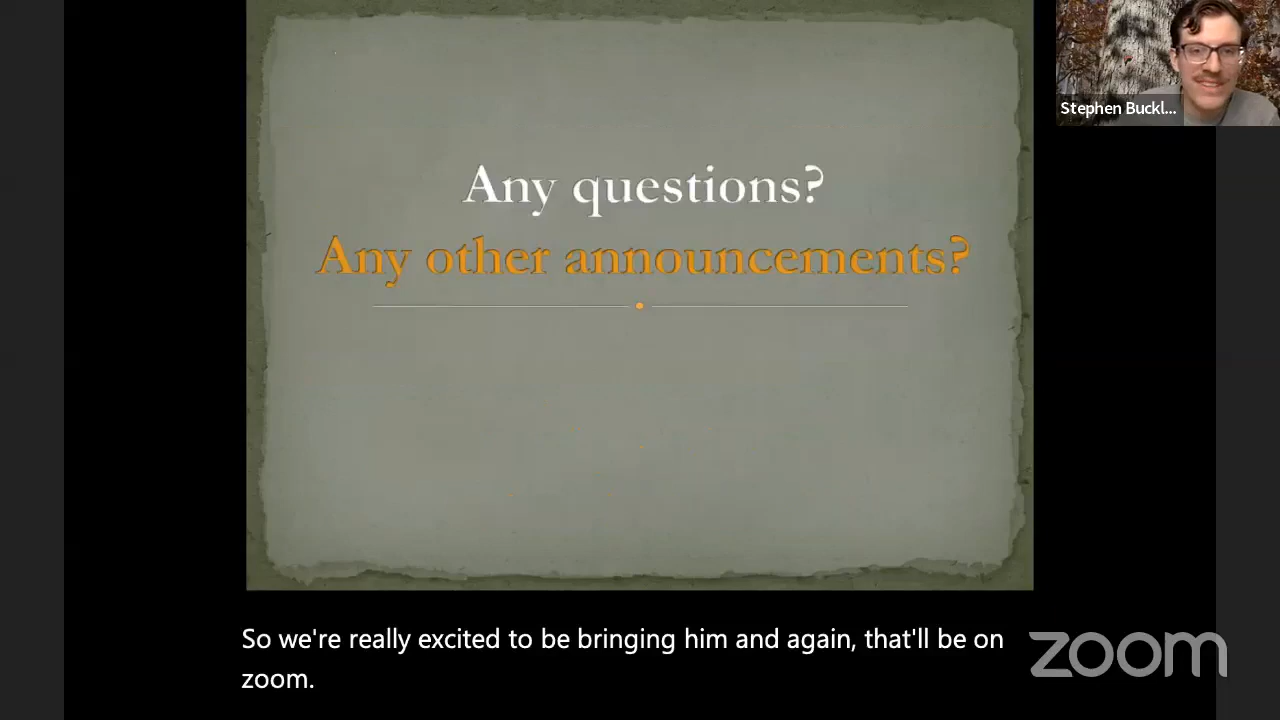 Any questions?
Any other announcements?
Stephen Buckl...
So we're really excited to be bringing him and again, that'll be on
zoom.
zoom